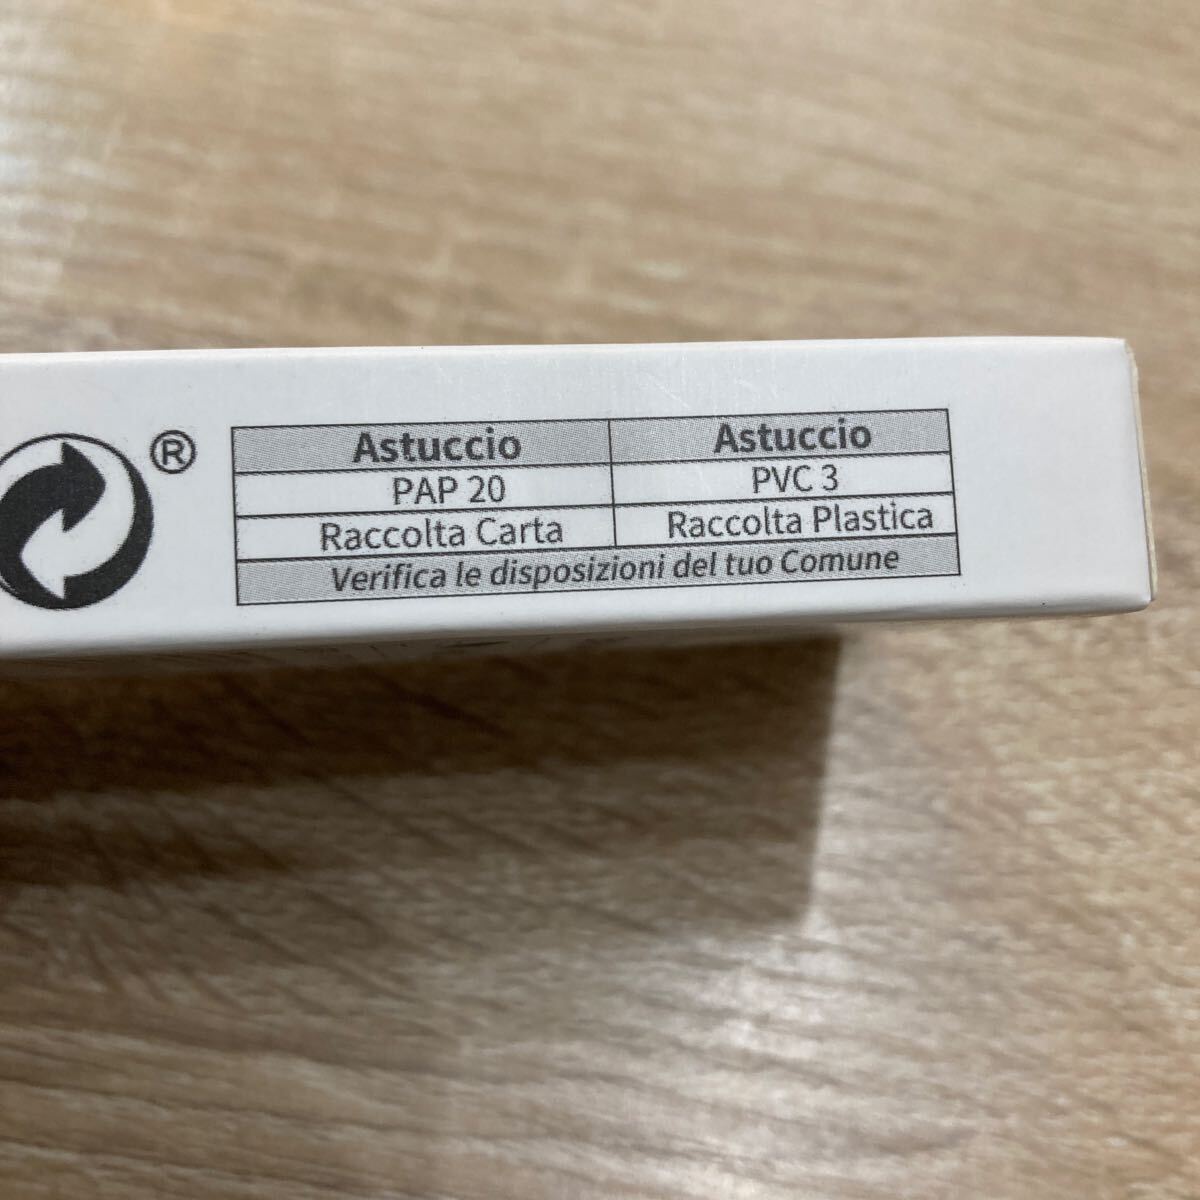 ®
Astuccio Astuccio
PAP 20 PVC 3
Raccolta Carta Raccolta Plastica
Verifica le disposizioni del tuo Comune